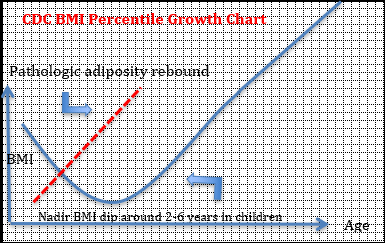 CDC BMI Percentile Growth Chart
Pathologic adiposity rebound
BMI
Nadir BMI dip around 2-6 years in children
Age